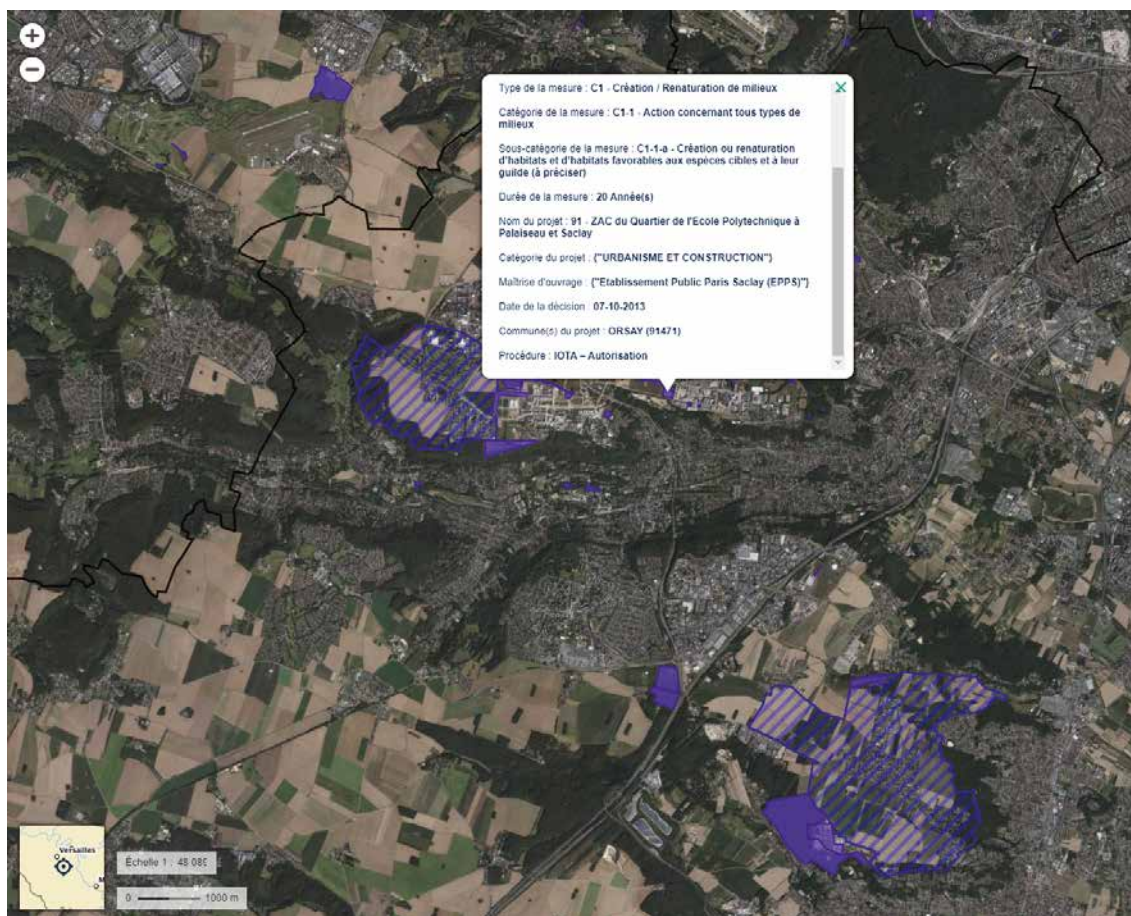 +
−
Type de la mesure : C1 - Création / Renaturation de milieux
Catégorie de la mesure : C1-1 - Action concernant tous types de
milieux
Sous-catégorie de la mesure : C1-1-a - Création ou renaturation
d'habitats et d'habitats favorables aux espèces cibles et à leur
guilde (à préciser)
Durée de la mesure : 20 Année(s)
Nom du projet : 91 - ZAC du Quartier de l'Ecole Polytechnique à
Palaiseau et Saclay
Catégorie du projet : {"URBANISME ET CONSTRUCTION"}
Maîtrise d'ouvrage : {"Etablissement Public Paris Saclay (EPPS)"}
Date de la décision : 07-10-2013
Commune(s) du projet : ORSAY (91471)
Procédure : IOTA – Autorisation
Versailles
M
Échelle 1 : 48 089
0 1000 m